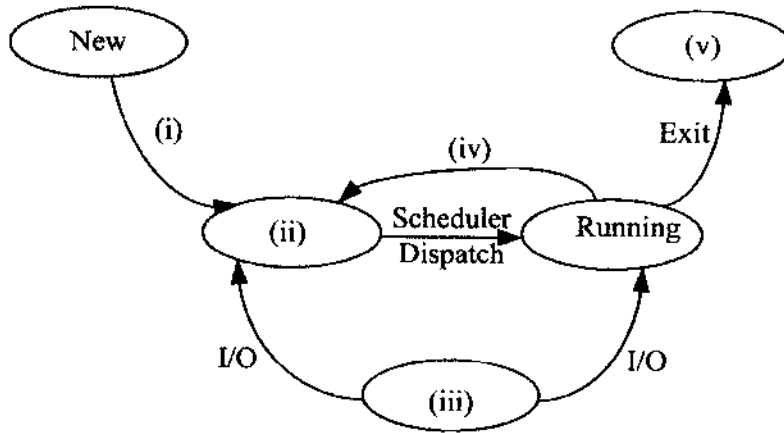 New
(v)
(i)
Exit
(iv)
(ii)
Scheduler
Dispatch
Running
I/O
I/O
(iii)